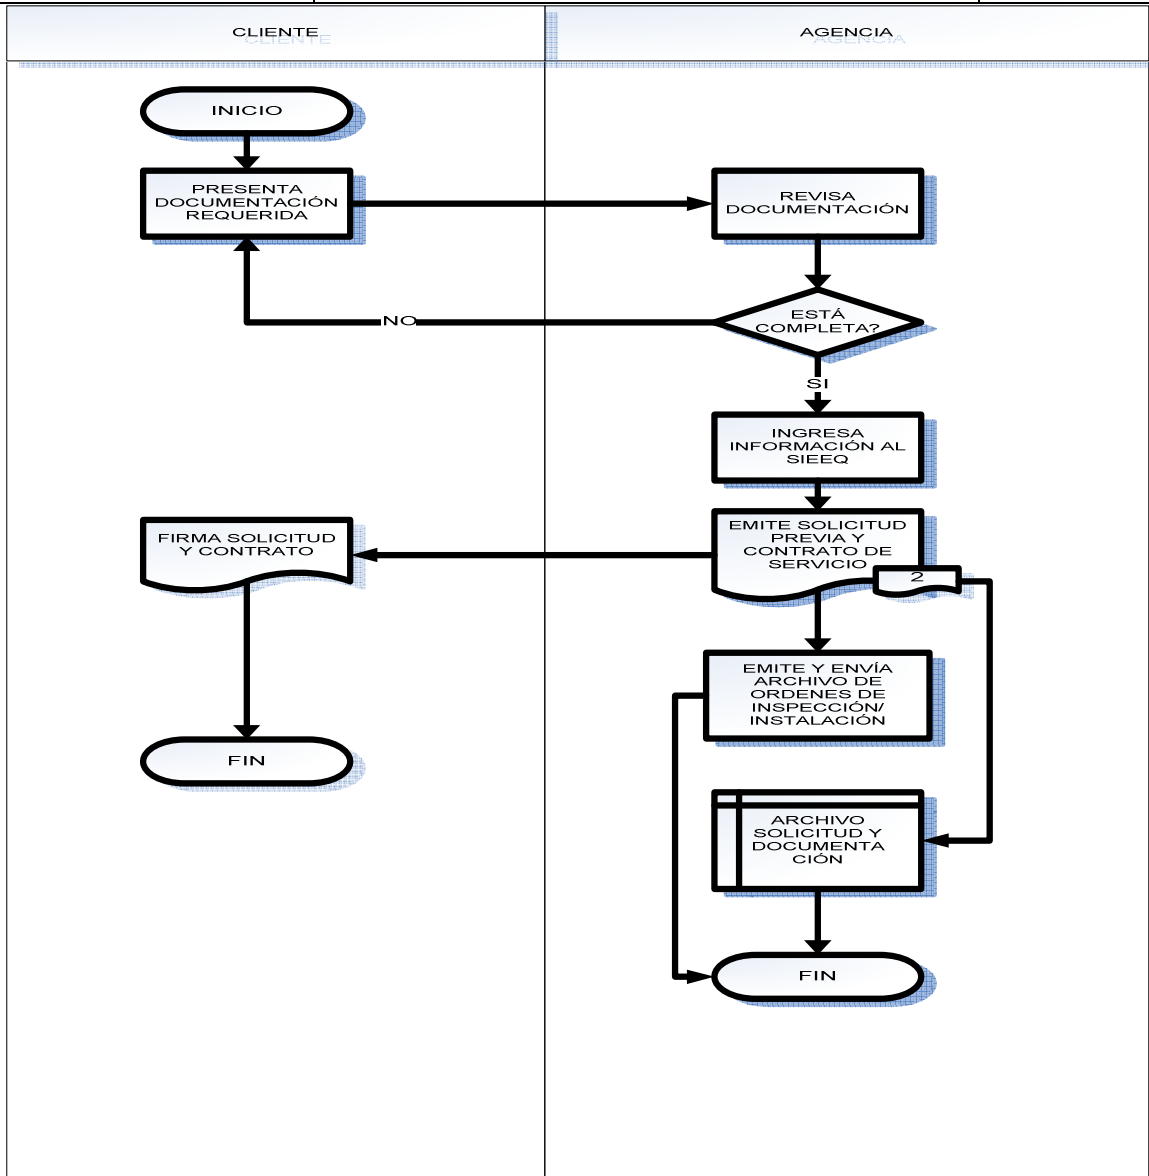 CLIENTE
AGENCIA
INICIO
PRESENTA
DOCUMENTACIÓN
REQUERIDA
REVISA
DOCUMENTACIÓN
ESTÁ
COMPLETA?
NO
SI
INGRESA
INFORMACIÓN AL
SIEEQ
FIRMA SOLICITUD
Y CONTRATO
EMITE SOLICITUD
PREVIA Y
CONTRATO DE
SERVICIO
2
EMITE Y ENVÍA
ARCHIVO DE
ORDENES DE
INSPECCIÓN/
INSTALACIÓN
FIN
ARCHIVO
SOLICITUD Y
DOCUMENTA
CIÓN
FIN